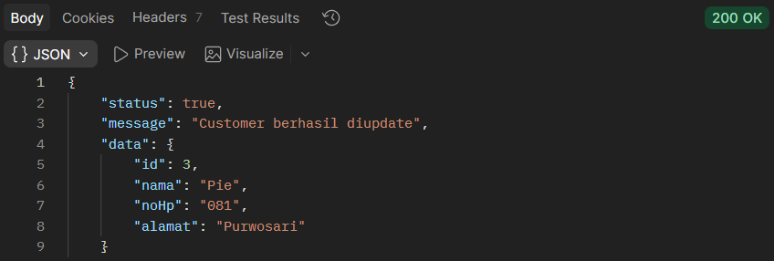 Body Cookies Headers 7 Test Results 200 OK
{} JSON Preview Visualize
1 {
2 "status": true,
3 "message": "Customer berhasil diupdate",
4 "data": {
5 "id": 3,
6 "nama": "Pie",
7 "noHp": "081",
8 "alamat": "Purwosari"
9 }